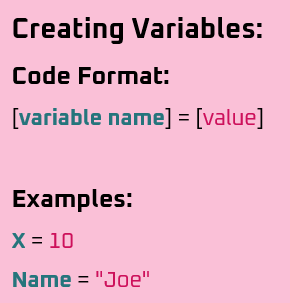 Creating Variables:
Code Format:
[variable name] = [value]
Examples:
X = 10
Name = "Joe"